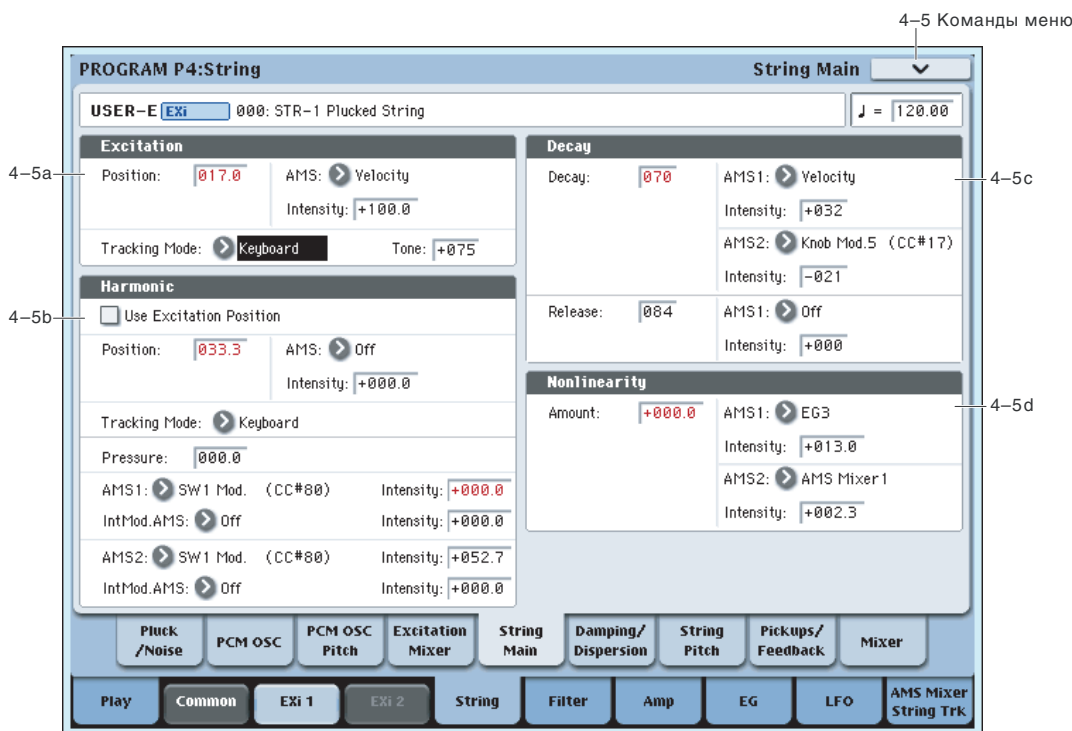 4–5 Команды меню
PROGRAM P4:String
String Main
USER–E EXi 000: STR–1 Plucked String
♩ = 120.00
4–5a
Excitation
Position: 017.0
AMS: Velocity
Intensity: +100.0
Tracking Mode: Keyboard
Tone: +075
4–5b
Harmonic
Use Excitation Position
Position: 033.3
AMS: Off
Intensity: +000.0
Tracking Mode: Keyboard
Pressure: 000.0
AMS1: SW1 Mod. (CC#80) Intensity: +000.0
IntMod.AMS: Off Intensity: +000.0
AMS2: SW1 Mod. (CC#80) Intensity: +052.7
IntMod.AMS: Off Intensity: +000.0
4–5c
Decay
Decay: 070
AMS1: Velocity
Intensity: +032
AMS2: Knob Mod.5 (CC#17)
Intensity: –021
Release: 084
AMS1: Off
Intensity: +000
4–5d
Nonlinearity
Amount: +000.0
AMS1: EG3
Intensity: +013.0
AMS2: AMS Mixer1
Intensity: +002.3
Pluck
/Noise
PCM OSC
PCM OSC
Pitch
Excitation
Mixer
String
Main
Damping/
Dispersion
String
Pitch
Pickups/
Feedback
Mixer
Play
Common
EXi 1
EXi 2
String
Filter
Amp
EG
LFO
AMS Mixer
String Trk